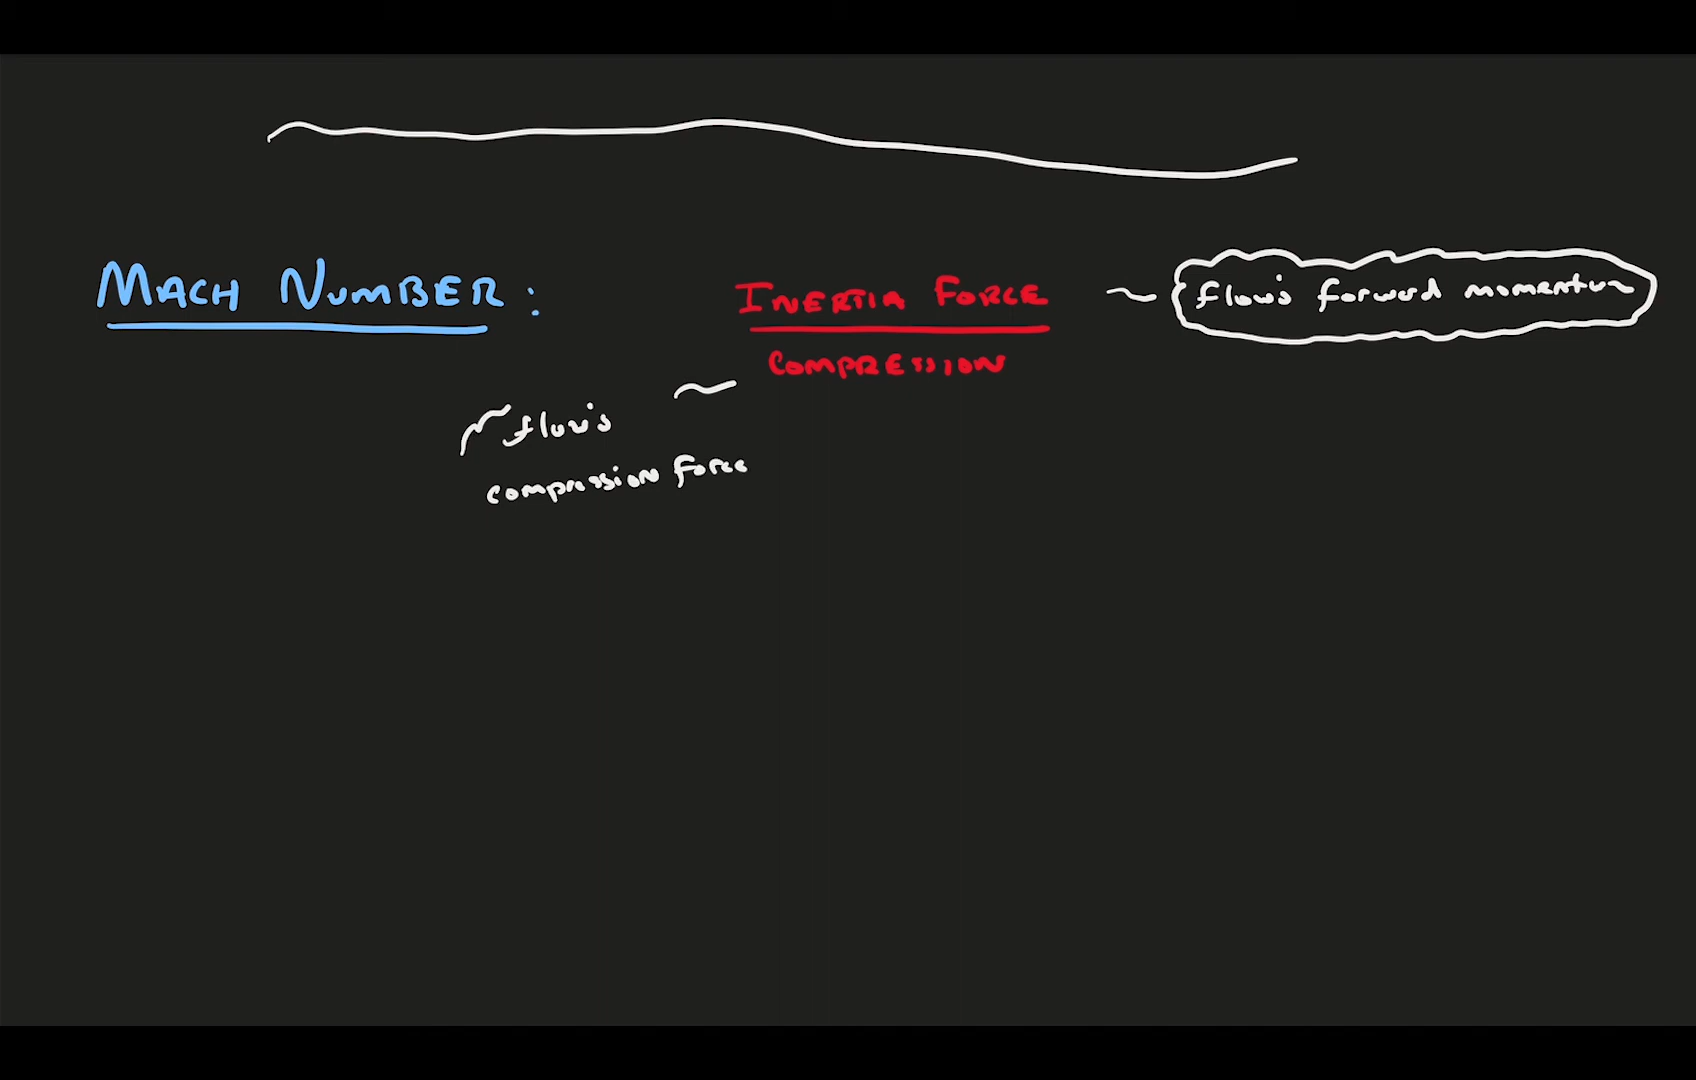 MACH NUMBER:
INERTIA FORCE ~ flow's forward momentum
COMPRESSION
~ flow's
compression force